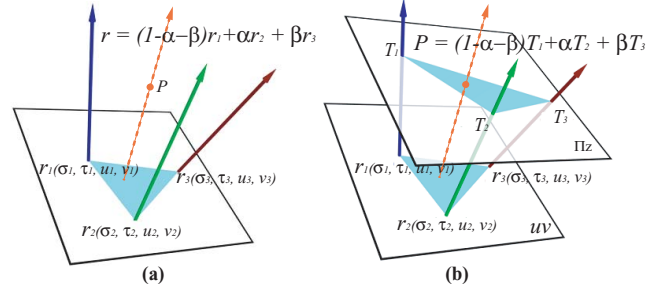 r = (1-α-β)r₁+αr₂ + βr₃
P
r₁(σ₁, τ₁, u₁, v₁)
r₃(σ₃, τ₃, u₃, v₃)
r₂(σ₂, τ₂, u₂, v₂)
(a)
P = (1-α-β)T₁+αT₂ + βT₃
T₁
T₂
T₃
Πz
r₁(σ₁, τ₁, u₁, v₁)
r₃(σ₃, τ₃, u₃, v₃)
r₂(σ₂, τ₂, u₂, v₂)
uv
(b)